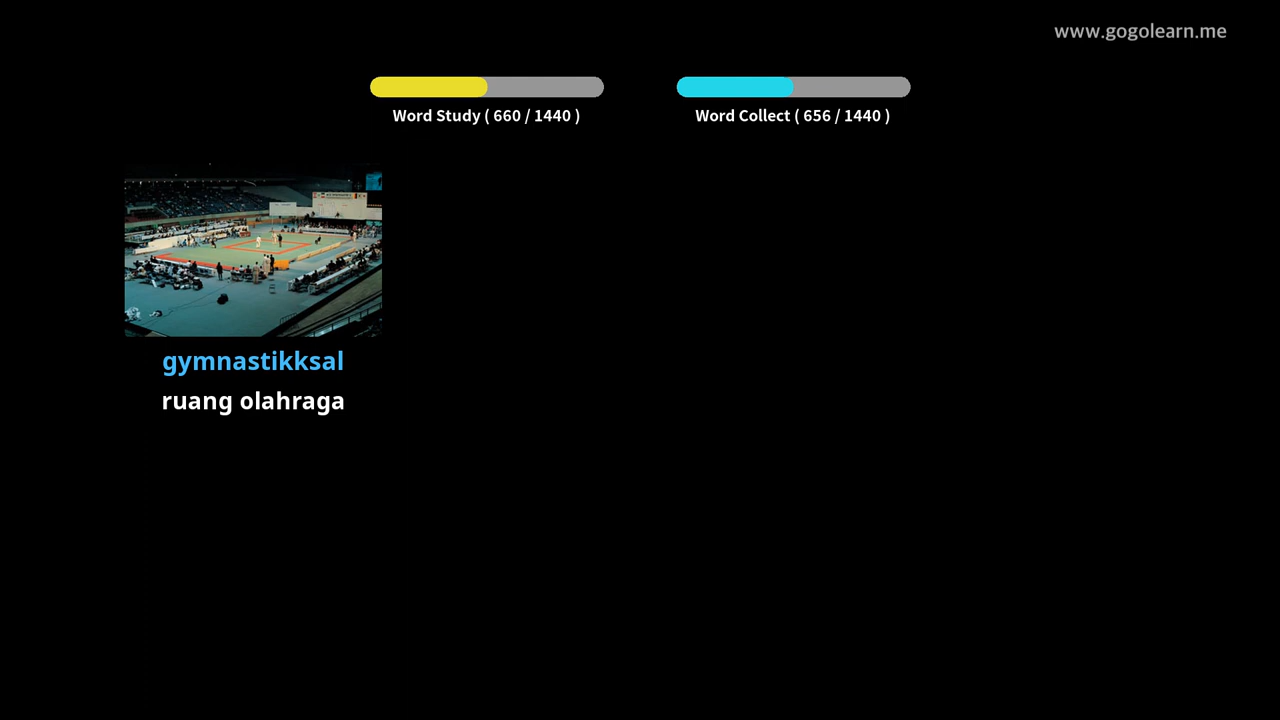 www.gogolearn.me
Word Study ( 660 / 1440 )
Word Collect ( 656 / 1440 )
gymnastikksal
ruang olahraga